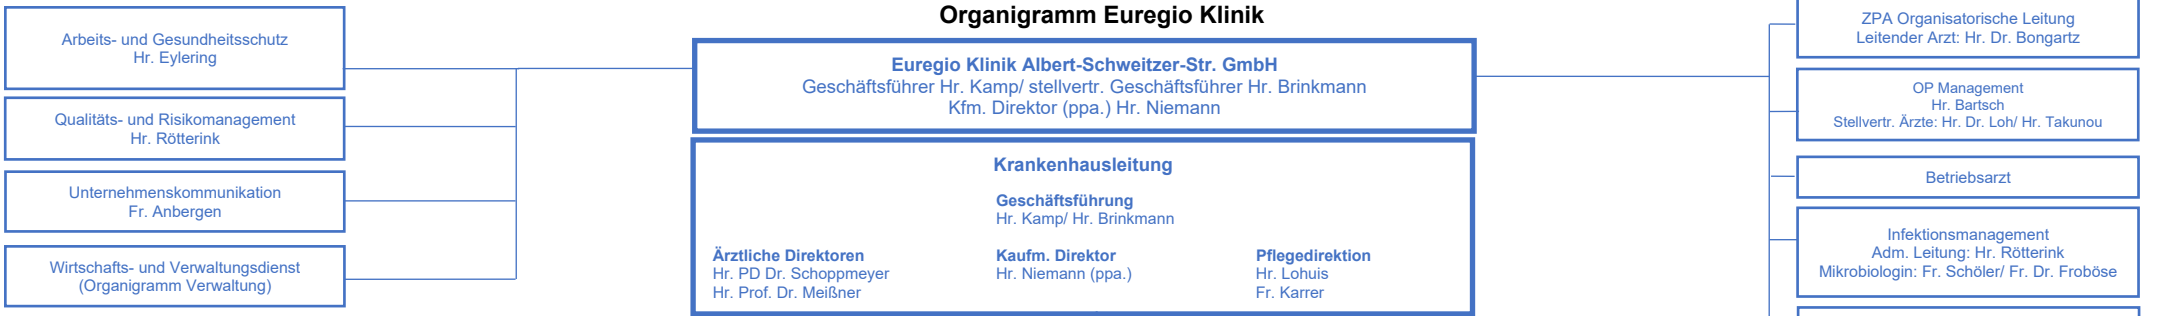 Organigramm Euregio Klinik
Arbeits- und Gesundheitsschutz
Hr. Eylering
Qualitäts- und Risikomanagement
Hr. Rötterink
Unternehmenskommunikation
Fr. Anbergen
Wirtschafts- und Verwaltungsdienst
(Organigramm Verwaltung)
Euregio Klinik Albert-Schweitzer-Str. GmbH
Geschäftsführer Hr. Kamp/ stellvertr. Geschäftsführer Hr. Brinkmann
Kfm. Direktor (ppa.) Hr. Niemann
Krankenhausleitung
Geschäftsführung
Hr. Kamp/ Hr. Brinkmann
Ärztliche Direktoren
Hr. PD Dr. Schoppmeyer
Hr. Prof. Dr. Meißner
Kaufm. Direktor
Hr. Niemann (ppa.)
Pflegedirektion
Hr. Lohuis
Fr. Karrer
ZPA Organisatorische Leitung
Leitender Arzt: Hr. Dr. Bongartz
OP Management
Hr. Bartsch
Stellvertr. Ärzte: Hr. Dr. Loh/ Hr. Takunou
Betriebsarzt
Infektionsmanagement
Adm. Leitung: Hr. Rötterink
Mikrobiologin: Fr. Schöler/ Fr. Dr. Froböse